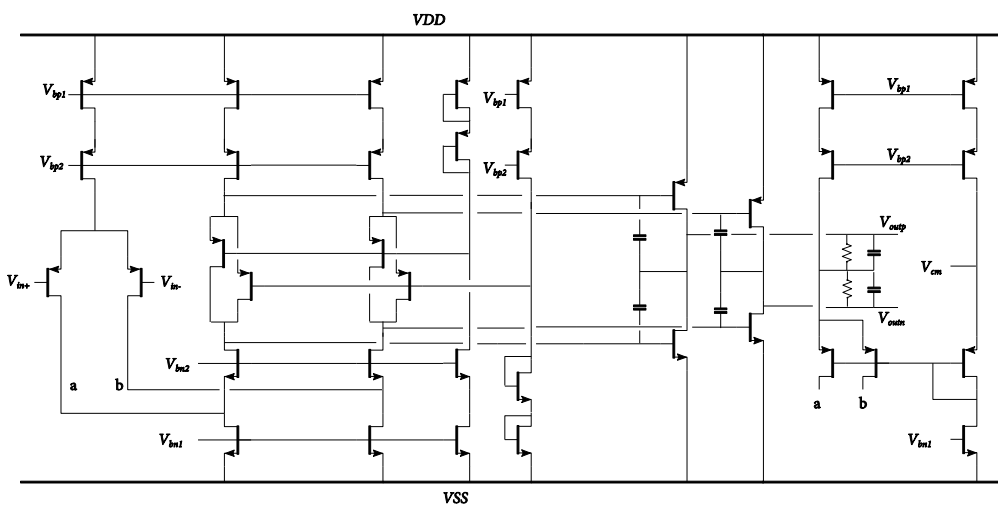 VDD
Vbp1
Vbp1
Vbp1
Vbp2
Vbp2
Vbp2
Voutp
Vcm
Vin+
Vin-
Voutn
Vbn2
a
b
a
b
Vbn1
Vbn1
VSS